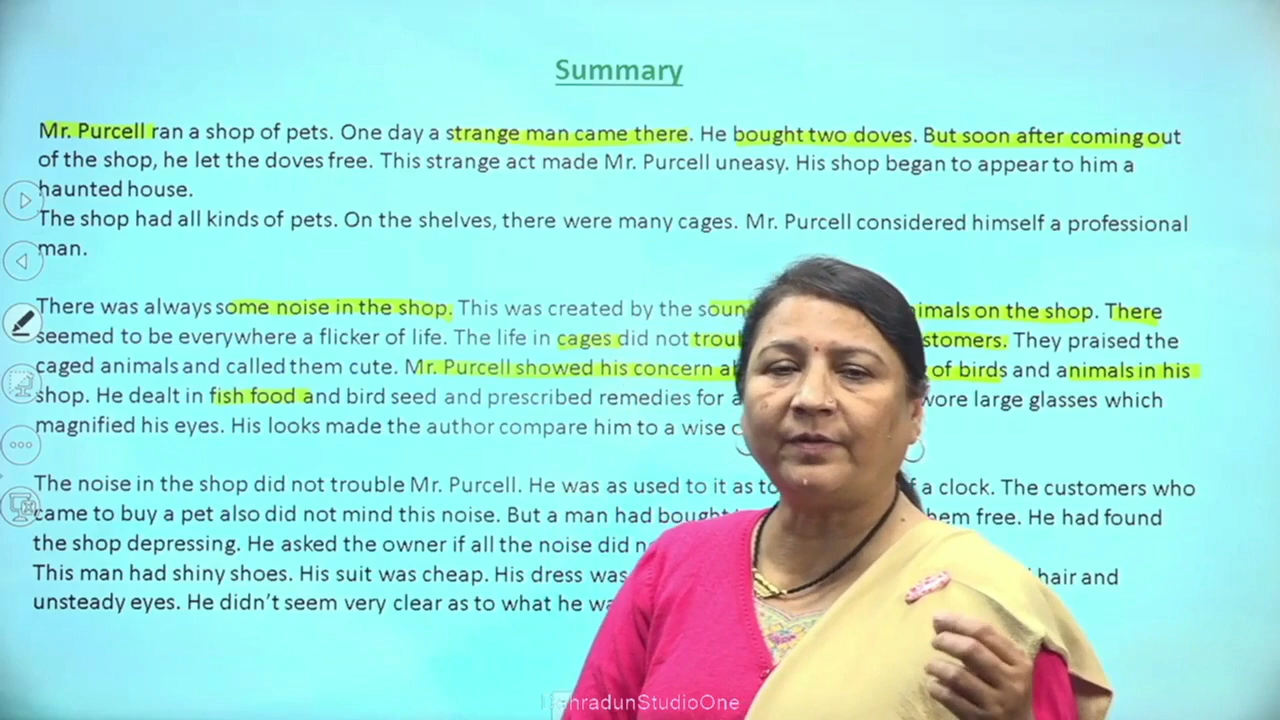 Summary
Mr. Purcell ran a shop of pets. One day a strange man came there. He bought two doves. But soon after coming out
of the shop, he let the doves free. This strange act made Mr. Purcell uneasy. His shop began to appear to him a
haunted house.
The shop had all kinds of pets. On the shelves, there were many cages. Mr. Purcell considered himself a professional
man.
There was always some noise in the shop. This was created by the on the shop. There
seemed to be everywhere a flicker of life. The life in cages did not They praised the
caged animals and called them cute. Mr. Purcell showed his concern of birds and animals in his
shop. He dealt in fish food and bird seed and prescribed remedies for wore large glasses which
magnified his eyes. His looks made the author compare him to a wise
The noise in the shop did not trouble Mr. Purcell. He was as used to it as to a clock. The customers who
came to buy a pet also did not mind this noise. But a man had bought free. He had found
the shop depressing. He asked the owner if all the noise did
This man had shiny shoes. His suit was cheap. His dress was hair and
unsteady eyes. He didn't seem very clear as to what he